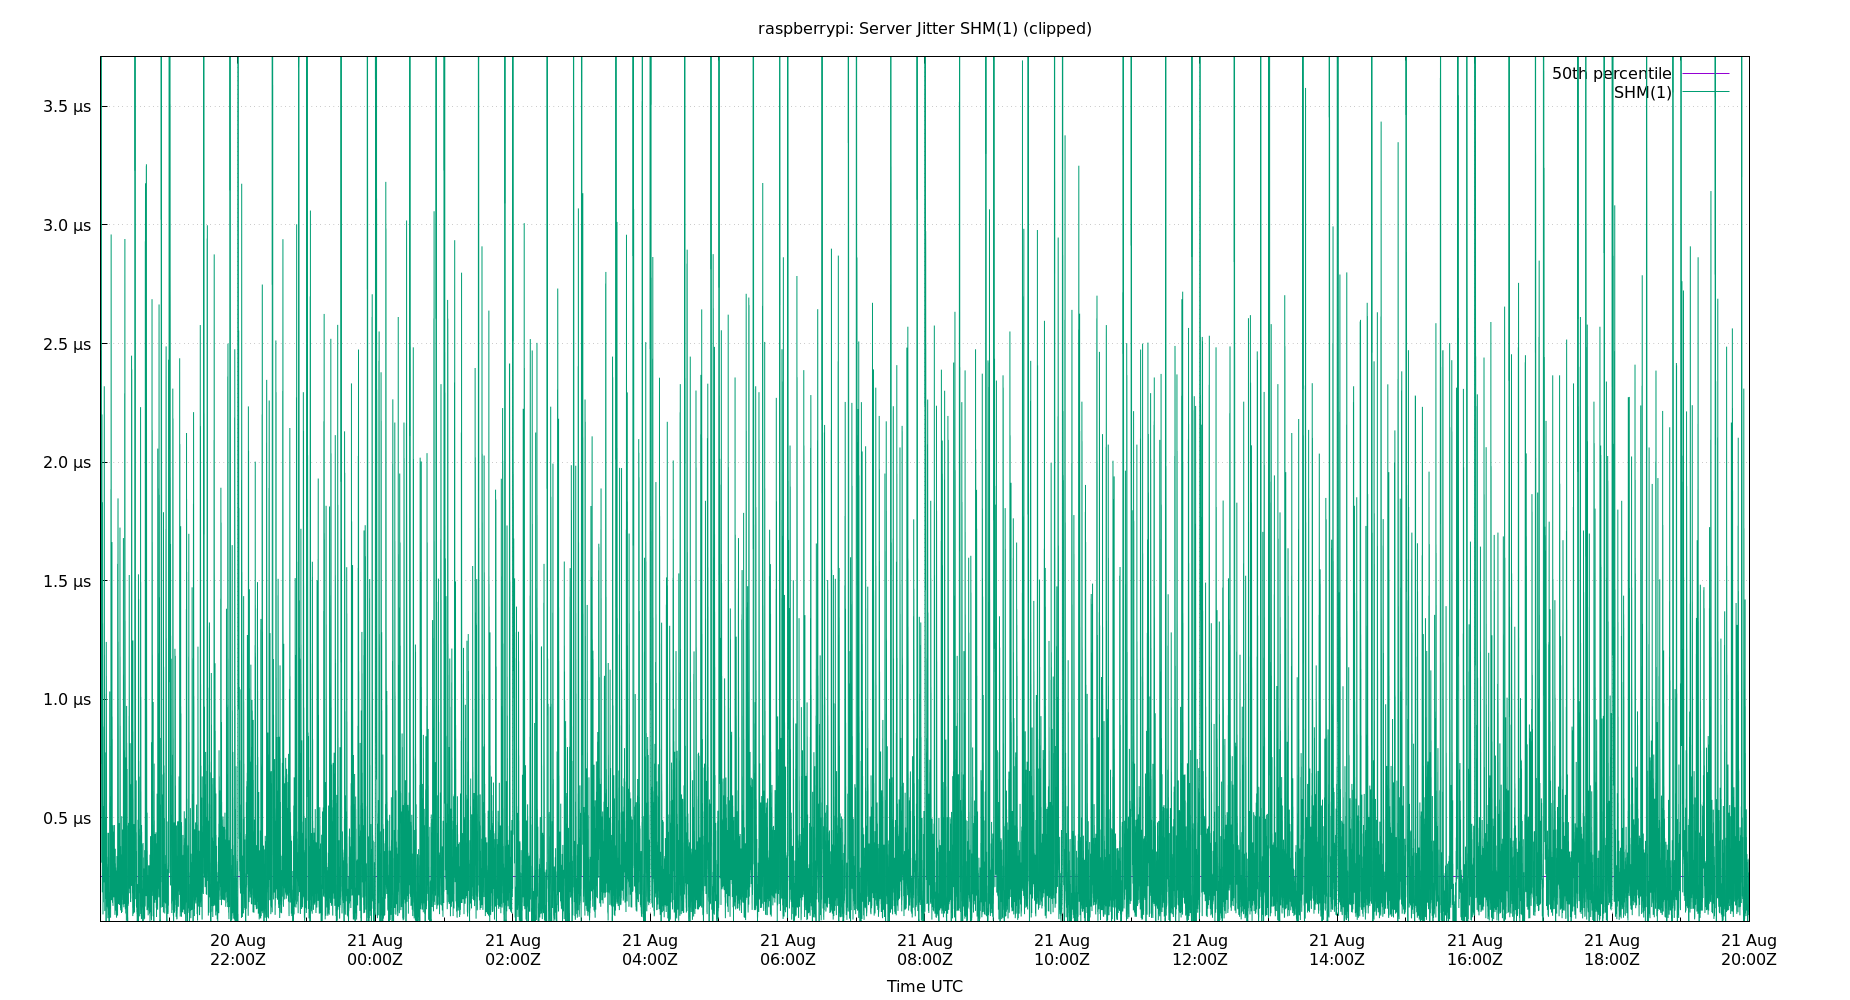 raspberrypi: Server Jitter SHM(1) (clipped)
50th percentile
SHM(1)
3.5 µs
3.0 µs
2.5 µs
2.0 µs
1.5 µs
1.0 µs
0.5 µs
20 Aug 21 Aug 21 Aug 21 Aug 21 Aug 21 Aug 21 Aug 21 Aug 21 Aug 21 Aug 21 Aug 21 Aug
22:00Z 00:00Z 02:00Z 04:00Z 06:00Z 08:00Z 10:00Z 12:00Z 14:00Z 16:00Z 18:00Z 20:00Z
Time UTC